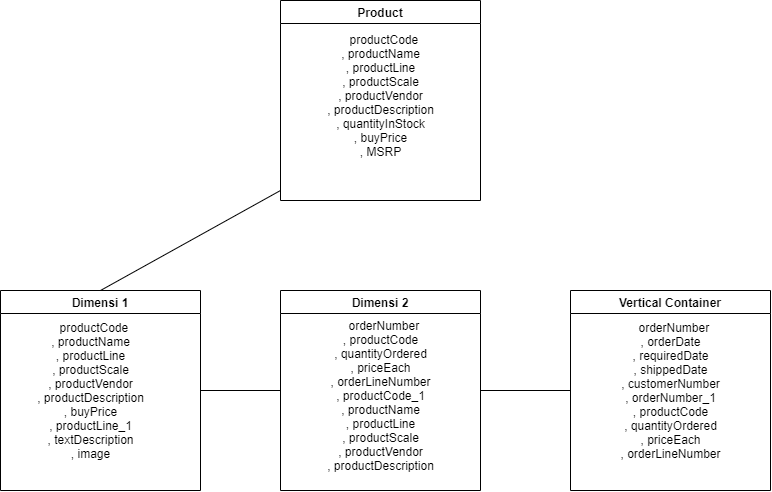 Product
productCode
, productName
, productLine
, productScale
, productVendor
, productDescription
, quantityInStock
, buyPrice
, MSRP
Dimensi 1
productCode
, productName
, productLine
, productScale
, productVendor
, productDescription
, buyPrice
, productLine_1
, textDescription
, image
Dimensi 2
orderNumber
, productCode
, quantityOrdered
, priceEach
, orderLineNumber
, productCode_1
, productName
, productLine
, productScale
, productVendor
, productDescription
Vertical Container
orderNumber
, orderDate
, requiredDate
, shippedDate
, customerNumber
, orderNumber_1
, productCode
, quantityOrdered
, priceEach
, orderLineNumber